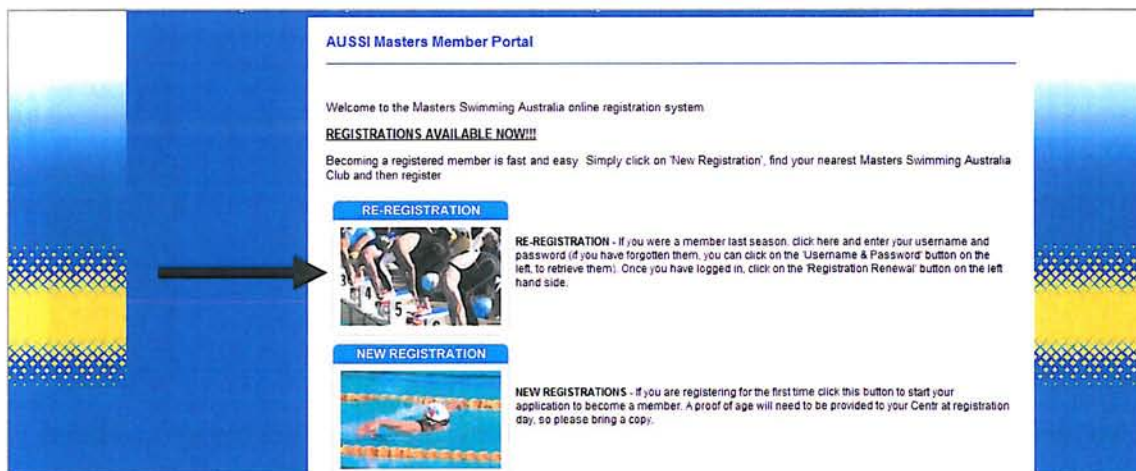 AUSSI Masters Member Portal
Welcome to the Masters Swimming Australia online registration system
REGISTRATIONS AVAILABLE NOW!!!
Becoming a registered member is fast and easy. Simply click on 'New Registration', find your nearest Masters Swimming Australia
Club and then register
RE-REGISTRATION
RE-REGISTRATION - If you were a member last season, click here and enter your username and
password (if you have forgotten them, you can click on the 'Username & Password' button on the
left, to retrieve them). Once you have logged in, click on the 'Registration Renewal' button on the left
hand side.
3 4 5 6
NEW REGISTRATION
NEW REGISTRATIONS - If you are registering for the first time click this button to start your
application to become a member. A proof of age will need to be provided to your Centr at registration
day, so please bring a copy.